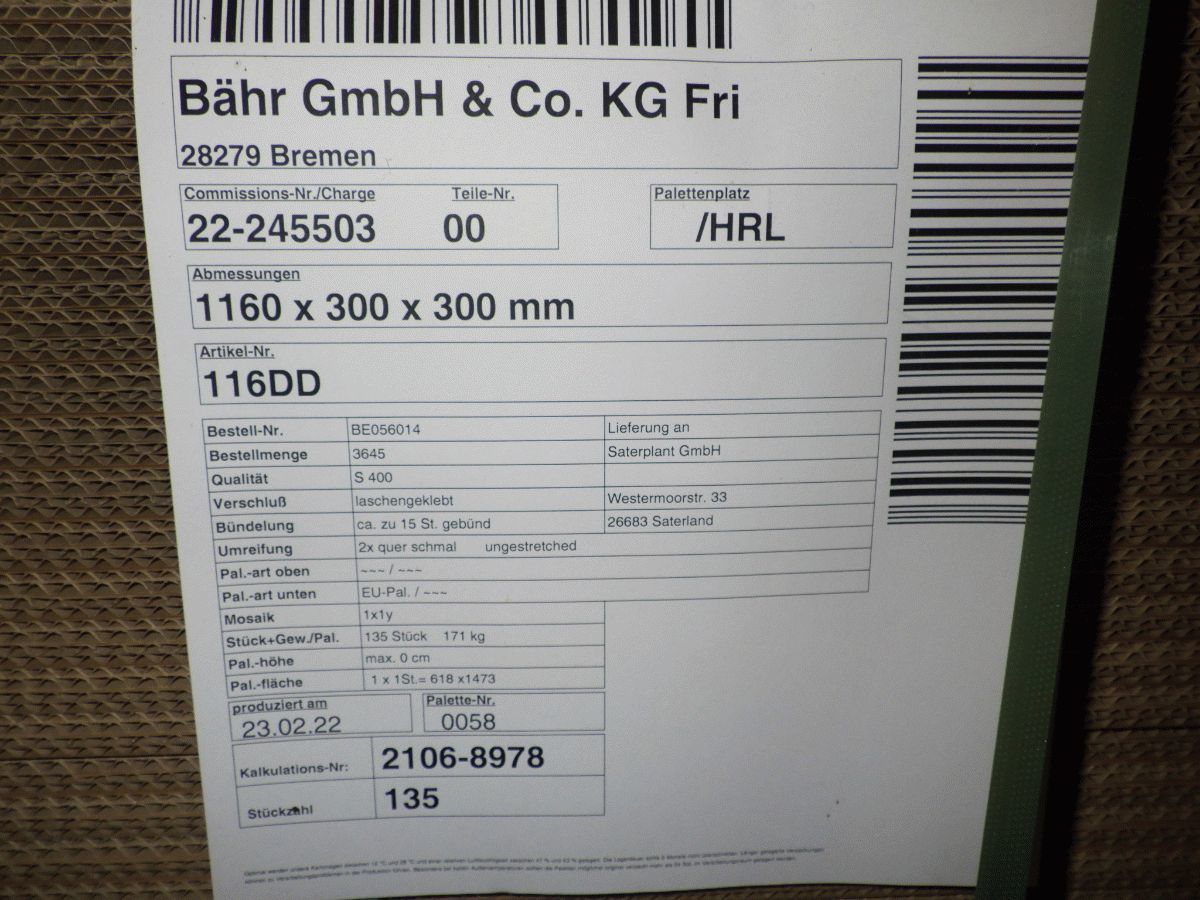 Bähr GmbH & Co. KG Fri
28279 Bremen
Commissions-Nr./Charge Teile-Nr. Palettenplatz
22-245503 00 /HRL
Abmessungen
1160 x 300 x 300 mm
Artikel-Nr.
116DD
Bestell-Nr. BE056014 Lieferung an
Bestellmenge 3645 Saterplant GmbH
Qualität S 400
Verschluß laschengeklebt Westermoorstr. 33
Bündelung ca. zu 15 St. gebünd 26683 Saterland
Umreifung 2x quer schmal ungestretched
Pal.-art oben ~~~ / ~~~
Pal.-art unten EU-Pal. / ~~~
Mosaik 1x1y
Stück+Gew./Pal. 135 Stück 171 kg
Pal.-höhe max. 0 cm
Pal.-fläche 1 x 1St.= 618 x1473
produziert am Palette-Nr.
23.02.22 0058
Kalkulations-Nr: 2106-8978
Stückzahl 135